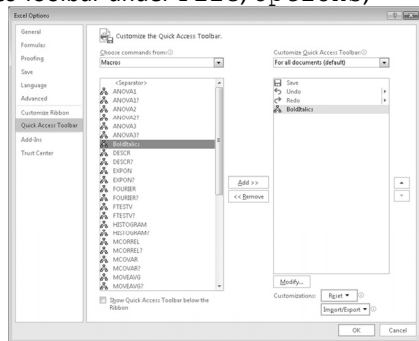 Excel Options
General
Formulas
Proofing
Save
Language
Advanced
Customize Ribbon
Quick Access Toolbar
Add-Ins
Trust Center
Customize the Quick Access Toolbar.
Choose commands from:
Macros
<Separator>
ANOVA1
ANOVA1?
ANOVA2
ANOVA2?
ANOVA3
ANOVA3?
BoldItalics
DESCR
DESCR?
EXPON
EXPON?
FOURIER
FOURIER?
FTESTV
FTESTV?
HISTOGRAM
HISTOGRAM?
MCORREL
MCORREL?
MCOVAR
MCOVAR?
MOVEAVG
MOVEAVG?
Show Quick Access Toolbar below the
Ribbon
Add >>
<< Remove
Customize Quick Access Toolbar:
For all documents (default)
Save
Undo
Redo
BoldItalics
Modify...
Customizations: Reset
Import/Export
OK Cancel